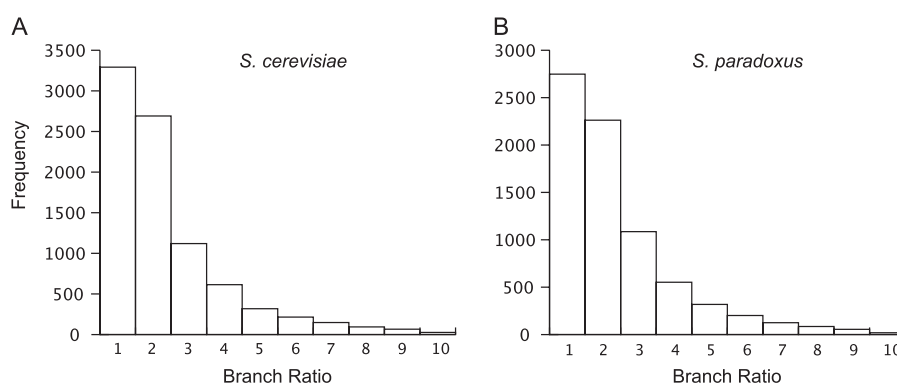 A
S. cerevisiae
3500
3000
2500
2000
1500
1000
500
0
Frequency
1 2 3 4 5 6 7 8 9 10
Branch Ratio
B
S. paradoxus
3000
2500
2000
1500
1000
500
0
1 2 3 4 5 6 7 8 9 10
Branch Ratio